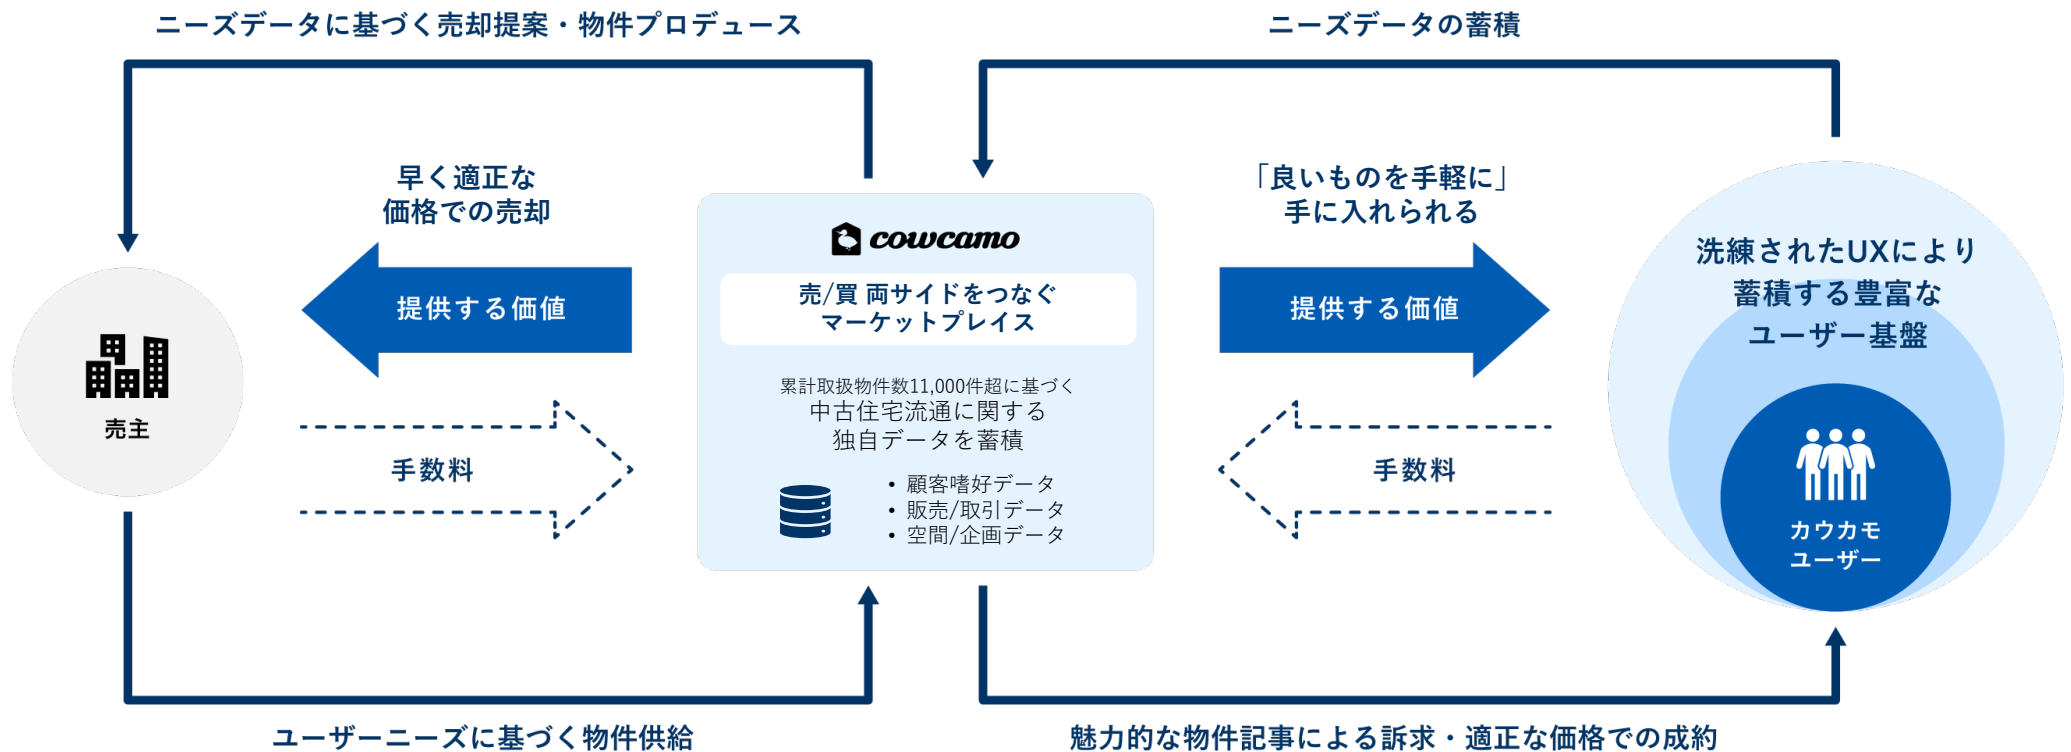 ニーズデータに基づく売却提案・物件プロデュース
ニーズデータの蓄積
早く適正な
価格での売却
提供する価値
手数料
売主
cowcamo
売/買 両サイドをつなぐ
マーケットプレイス
累計取扱物件数11,000件超に基づく
中古住宅流通に関する
独自データを蓄積
• 顧客嗜好データ
• 販売/取引データ
• 空間/企画データ
「良いものを手軽に」
手に入れられる
提供する価値
手数料
洗練されたUXにより
蓄積する豊富な
ユーザー基盤
カウカモ
ユーザー
ユーザーニーズに基づく物件供給
魅力的な物件記事による訴求・適正な価格での成約